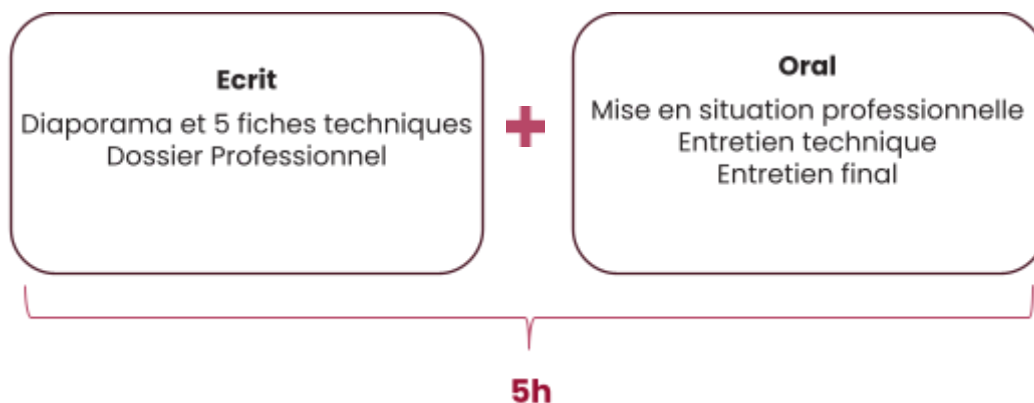 Ecrit
Diaporama et 5 fiches techniques
Dossier Professionnel
+
Oral
Mise en situation professionnelle
Entretien technique
Entretien final
5h